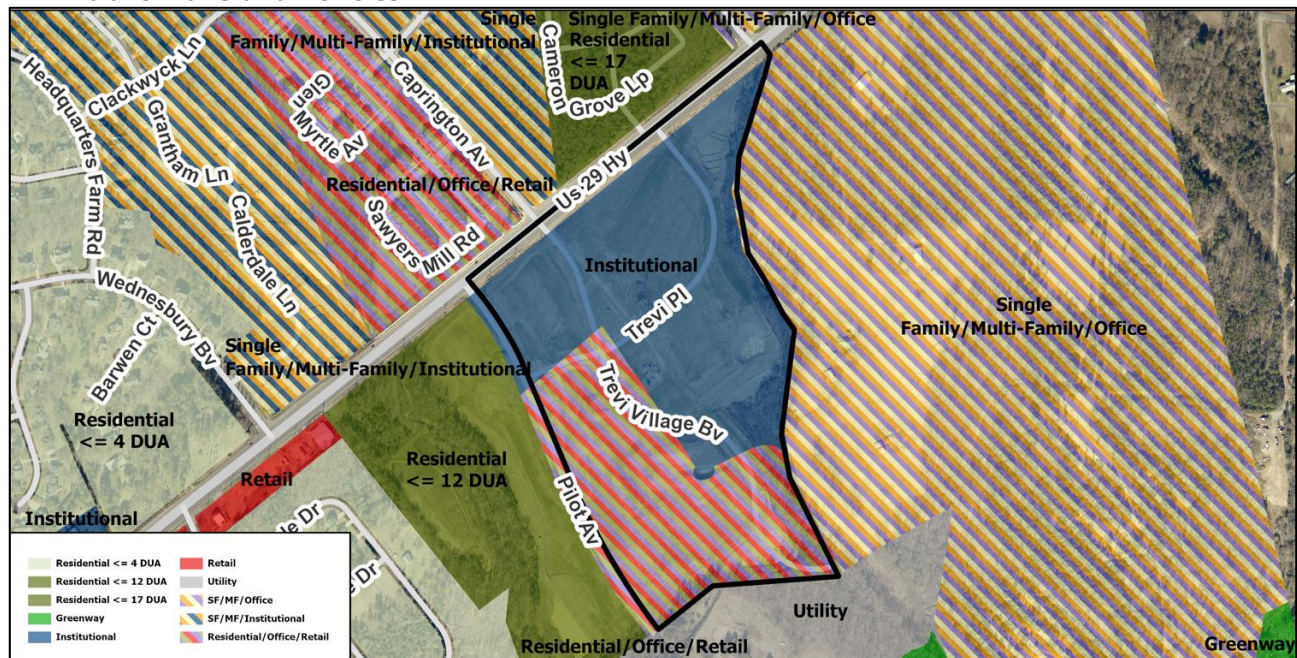 Single
Family/Multi-Family/Institutional
Single Family/Multi-Family/Office
Residential
<= 17
DUA
Cameron
Grove Lp
Headquarters Farm Rd
Clackwyck Ln
Grantham Ln
Calderdale Ln
Glen
Myrtle Av
Caprington Av
Residential/Office/Retail
Sawyers
Mill Rd
Us 29 Hy
Institutional
Trevi Pl
Trevi Village Bv
Single
Family/Multi-Family/Office
Wednesbury Bv
Barwen Ct
Single
Family/Multi-Family/Institutional
Residential
<= 4 DUA
Retail
Residential
<= 12 DUA
Pilot Av
Institutional
Utility
Residential/Office/Retail
Greenway
Residential <= 4 DUA
Residential <= 12 DUA
Residential <= 17 DUA
Greenway
Institutional
Retail
Utility
SF/MF/Office
SF/MF/Institutional
Residential/Office/Retail